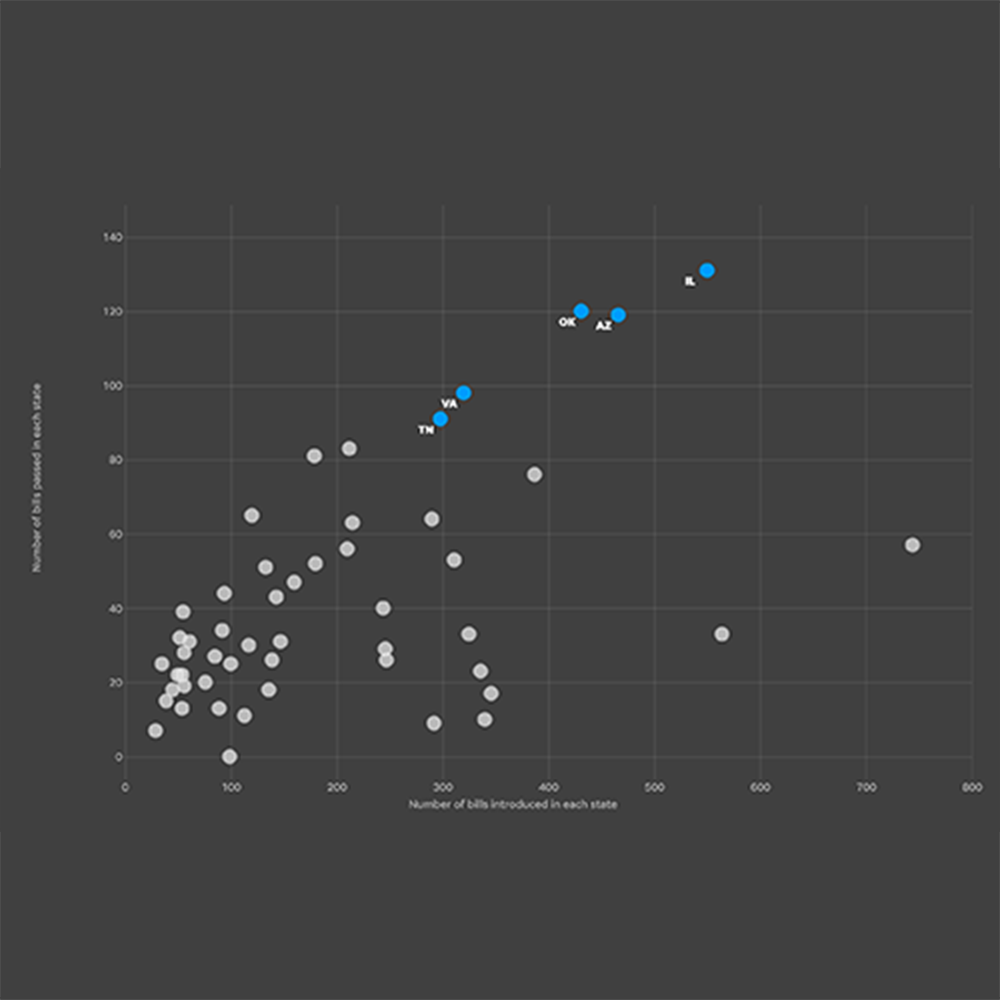 140
IL
120
OK
AZ
100
VA
TN
80
60
40
20
0
0 100 200 300 400 500 600 700 800
Number of bills introduced in each state
Number of bills passed in each state